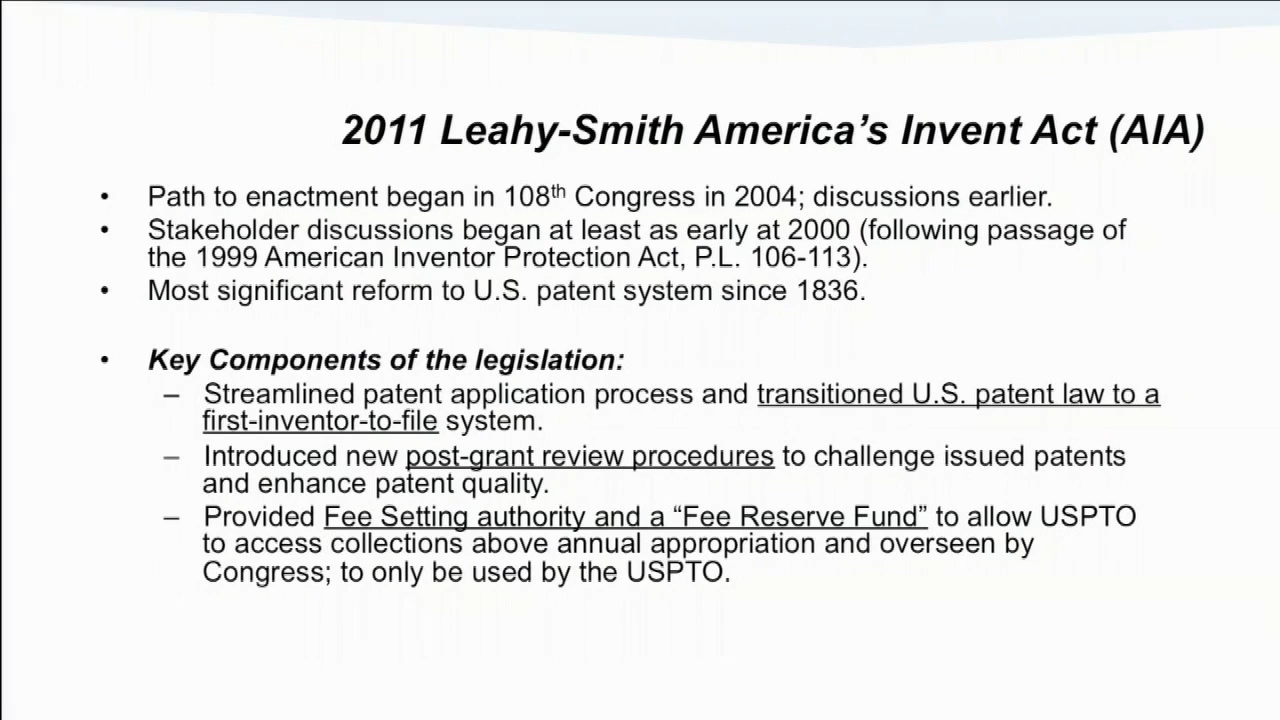 2011 Leahy-Smith America’s Invent Act (AIA)
• Path to enactment began in 108th Congress in 2004; discussions earlier.
• Stakeholder discussions began at least as early at 2000 (following passage of
the 1999 American Inventor Protection Act, P.L. 106-113).
• Most significant reform to U.S. patent system since 1836.
• Key Components of the legislation:
– Streamlined patent application process and transitioned U.S. patent law to a
first-inventor-to-file system.
– Introduced new post-grant review procedures to challenge issued patents
and enhance patent quality.
– Provided Fee Setting authority and a “Fee Reserve Fund” to allow USPTO
to access collections above annual appropriation and overseen by
Congress; to only be used by the USPTO.